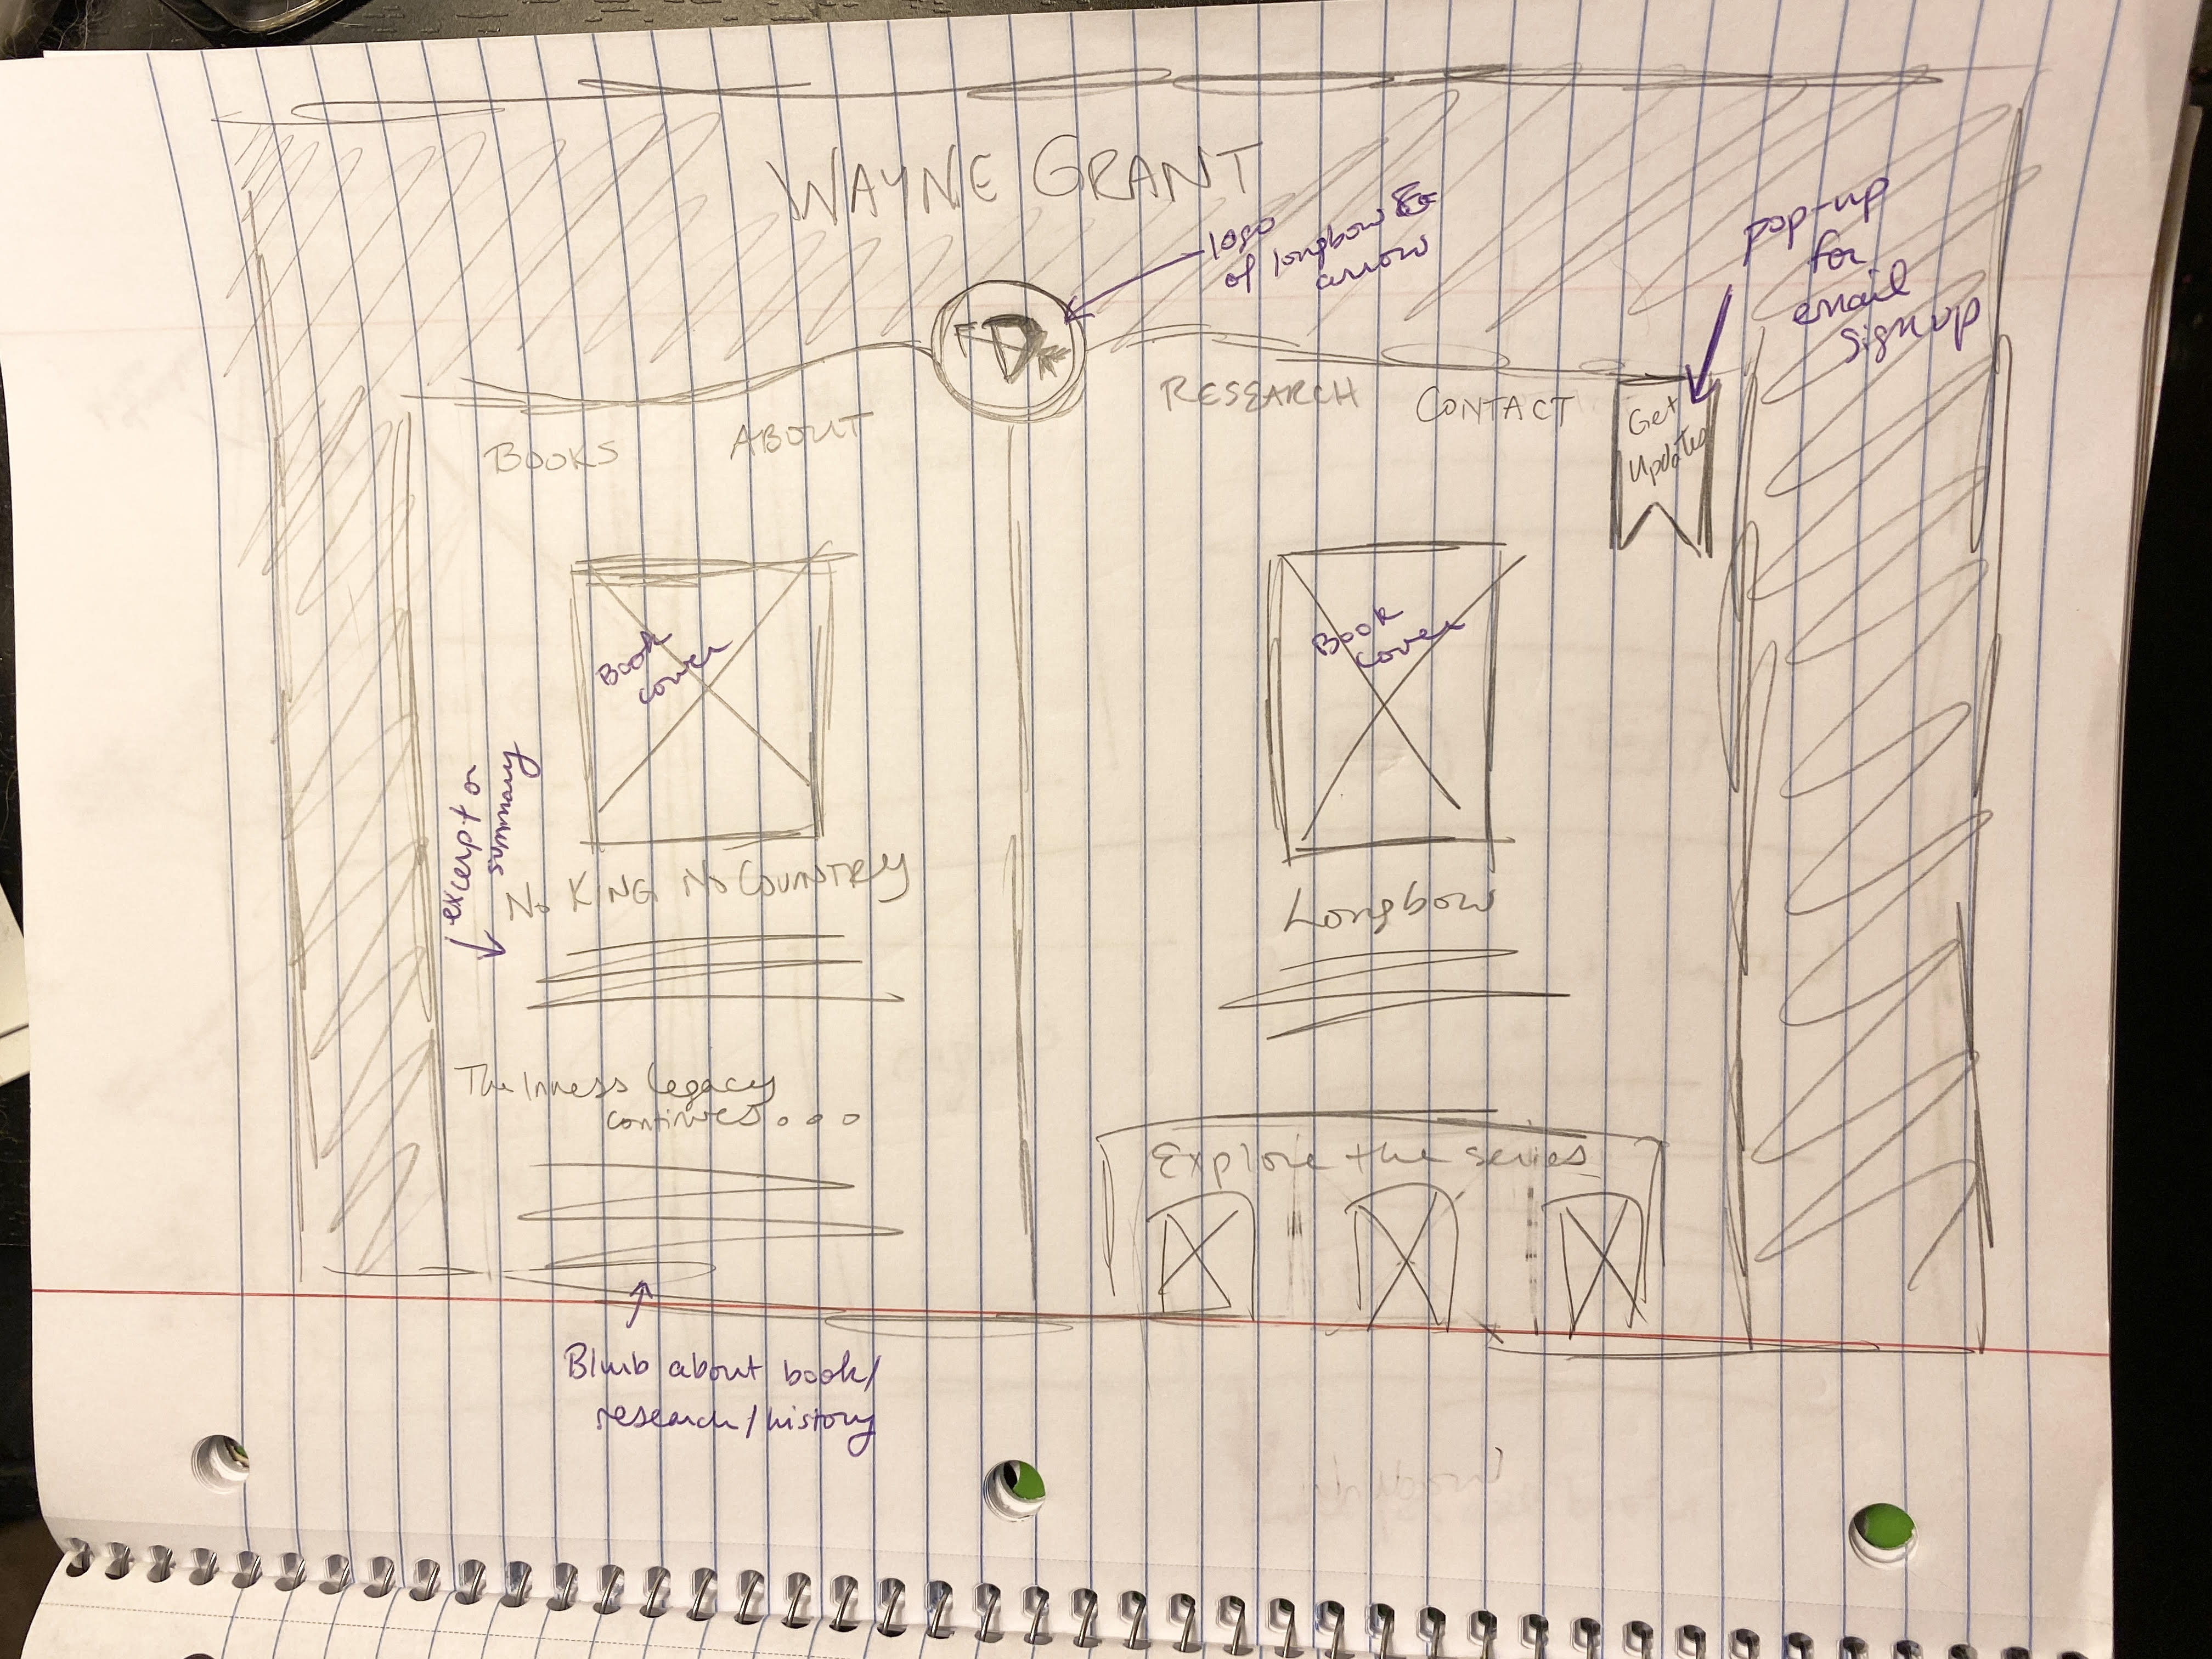 WAYNE GRANT
logo
of longbow &
arrow
pop-up
for
email
signup
BOOKS
ABOUT
RESEARCH
CONTACT
Get
Updates
Book
cover
Book
cover
excerpt or
summary
NO KING NO COUNTRY
Longbow
The Inness Legacy
continues...
Explore the series
Blurb about book/
research/history